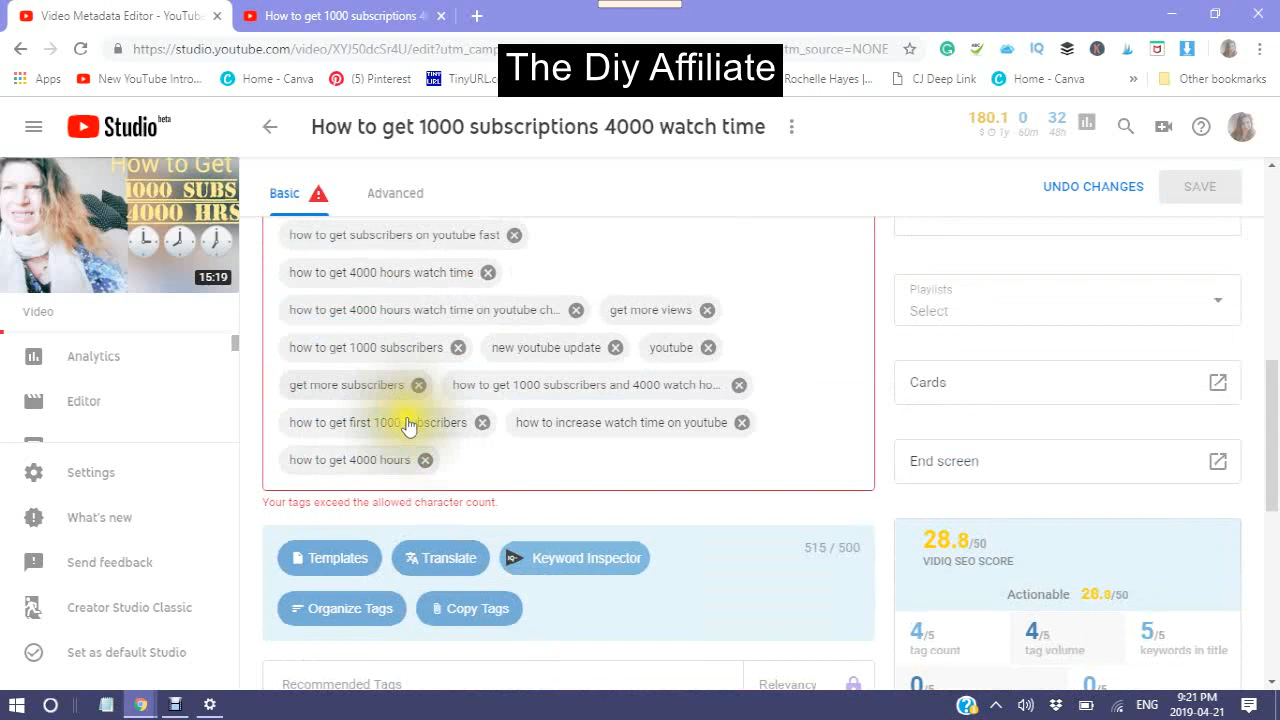 Video Metadata Editor - YouTu
How to get 1000 subscriptions 4
https://studio.youtube.com/video/XYJ50dcSr4U/edit?utm_cam
tm_source=NONE
The Diy Affiliate
Apps
New YouTube Intro...
Home - Canva
(5) Pinterest
TinyURL.c
Rochelle Hayes |...
CJ Deep Link
Home - Canva
Other bookmarks
Studio beta
How to get 1000 subscriptions 4000 watch time
180.1 0 32
1y 60m 48h
How to Get
1000 SUBS
4000 HRS
15:19
Basic
Advanced
UNDO CHANGES
SAVE
Video
Analytics
Editor
Settings
What's new
Send feedback
Creator Studio Classic
Set as default Studio
how to get subscribers on youtube fast
how to get 4000 hours watch time
how to get 4000 hours watch time on youtube ch...
get more views
how to get 1000 subscribers
new youtube update
youtube
get more subscribers
how to get 1000 subscribers and 4000 watch ho...
how to get first 1000 subscribers
how to increase watch time on youtube
how to get 4000 hours
Your tags exceed the allowed character count.
Templates
Translate
Keyword Inspector
515 / 500
Organize Tags
Copy Tags
Recommended Tags
Relevancy
Playlists
Select
Cards
End screen
28.8/50
VIDIQ SEO SCORE
Actionable 28.8/50
4/5
tag count
4/5
tag volume
5/5
keywords in title
0/5
0/5
ENG
9:21 PM
2019-04-21